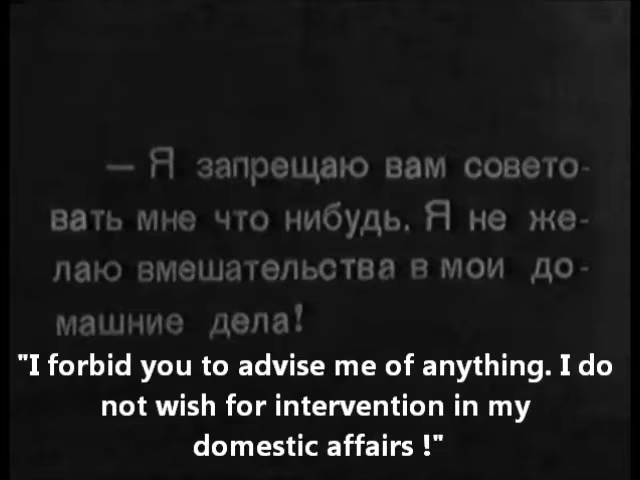 — Я запрещаю вам совето-
вать мне что нибудь. Я не же-
лаю вмешательства в мои до-
машние дела!
"I forbid you to advise me of anything. I do
not wish for intervention in my
domestic affairs !"